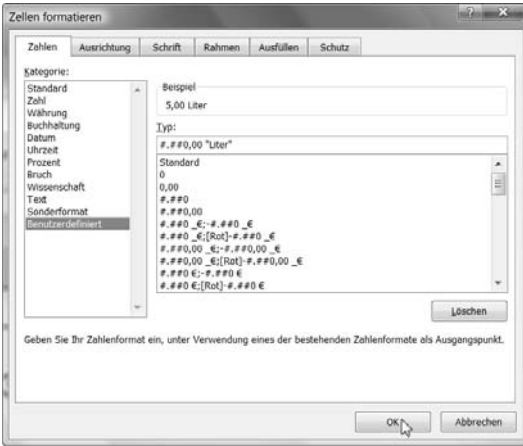 Zellen formatieren
Zahlen Ausrichtung Schrift Rahmen Ausfüllen Schutz
Kategorie:
Standard
Zahl
Währung
Buchhaltung
Datum
Uhrzeit
Prozent
Bruch
Wissenschaft
Text
Sonderformat
Benutzerdefiniert
Beispiel
5,00 Liter
Typ:
#.##0,00 "Liter"
Standard
0
0,00
#.##0
#.##0,00
#.##0 _€;-#.##0 _€
#.##0 _€;[Rot]-#.##0 _€
#.##0,00 _€;-#.##0,00 _€
#.##0,00 _€;[Rot]-#.##0,00 _€
#.##0 €;-#.##0 €
#.##0 €;[Rot]-#.##0 €
Löschen
Geben Sie Ihr Zahlenformat ein, unter Verwendung eines der bestehenden Zahlenformate als Ausgangspunkt.
OK Abbrechen